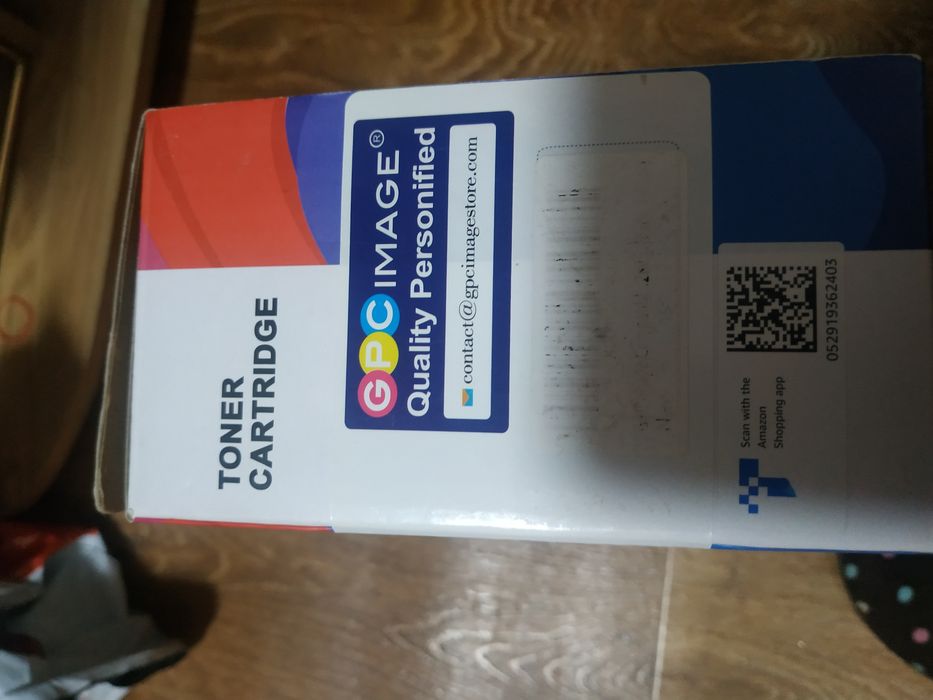 TONER
CARTRIDGE
GPC IMAGE®
Quality Personified
contact@gpcimagestore.com
Scan with the
Amazon
Shopping app
052919362403